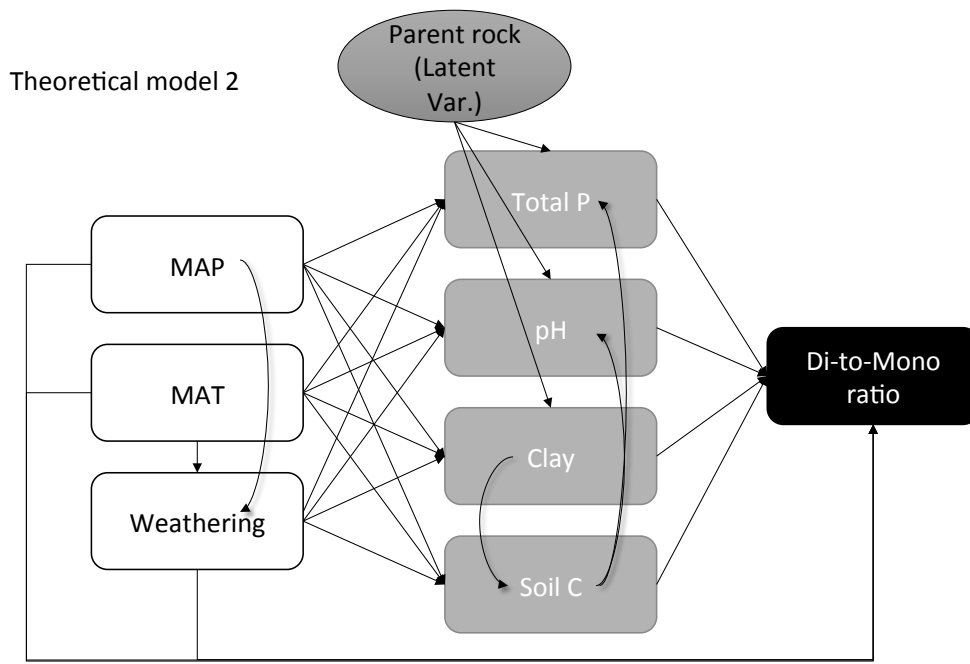 Parent rock
(Latent
Var.)
Theoretical model 2
Total P
MAP
pH
MAT
Di-to-Mono
ratio
Clay
Weathering
Soil C